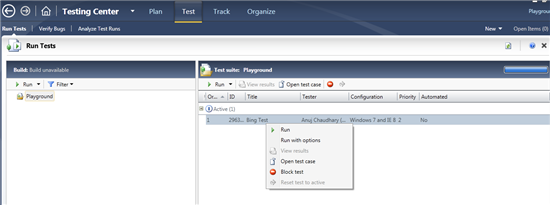 Testing Center Plan Test Track Organize Playground
Run Tests Verify Bugs Analyze Test Runs New Open Items (0)
Run Tests
Build: Build unavailable
Run Filter
Playground
Test suite: Playground
Run View results Open test case
Or... ID Title Tester Configuration Priority Automated
Active (1)
1 2963... Bing Test Anuj Chaudhary (... Windows 7 and IE 8 2 No
Run
Run with options
View results
Open test case
Block test
Reset test to active